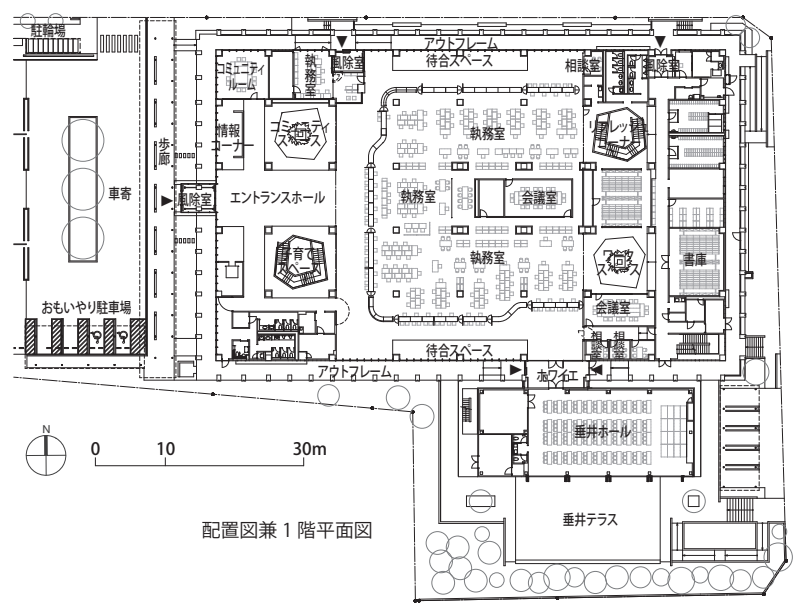 駐輪場
アウトフレーム
コミュニティ
ルーム
執務室
風除室
待合スペース
相談室
風除室
歩廊
情報
コーナー
コミュニティ
スペース
執務室
車寄
風除室
エントランスホール
執務室
会議室
子育て
スペース
執務室
書庫
おもいやり駐車場
会議室
待合スペース
相談室
相談室
アウトフレーム
ホワイエ
垂井ホール
N
0 10 30m
垂井テラス
配置図兼1階平面図